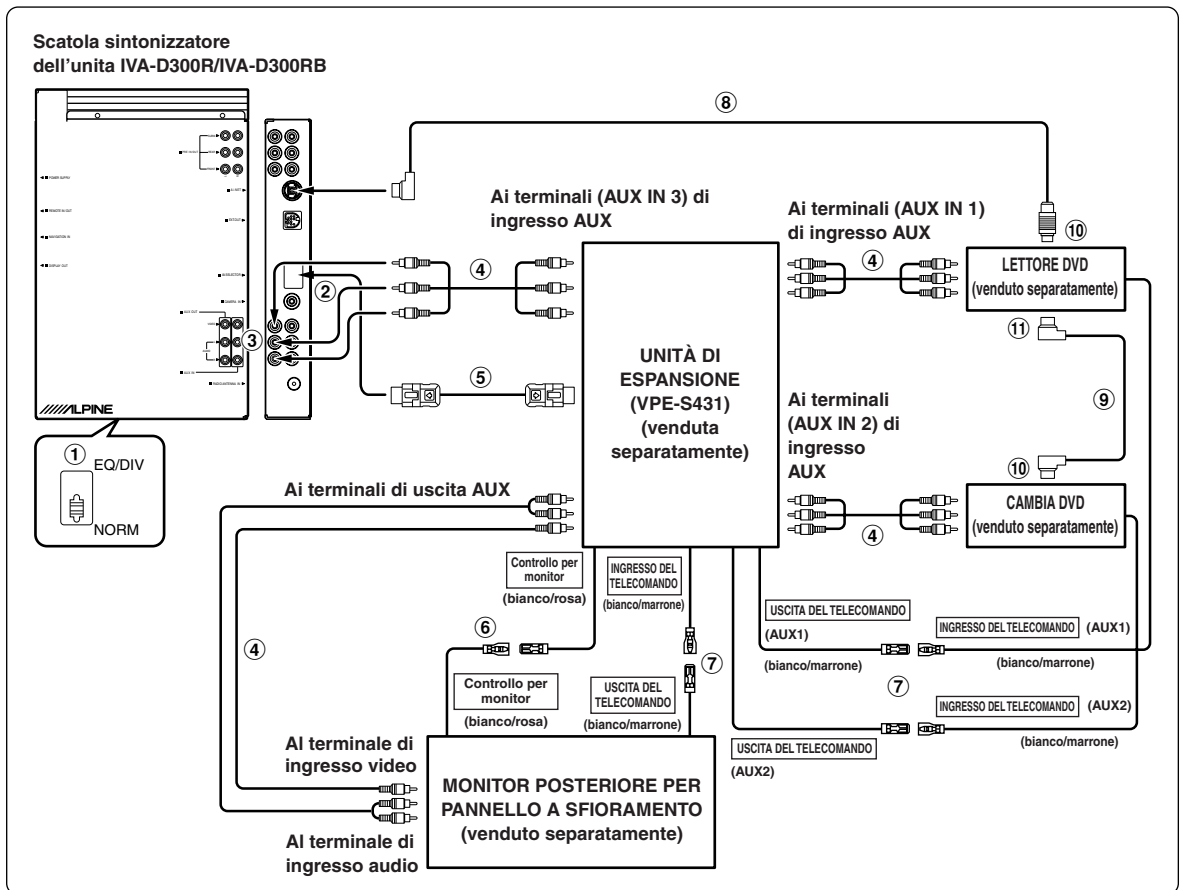 Scatola sintonizzatore
dell'unita IVA-D300R/IVA-D300RB
8
Ai terminali (AUX IN 3) di
ingresso AUX
Ai terminali (AUX IN 1)
di ingresso AUX
10
4
4
LETTORE DVD
(venduto separatamente)
2
3
11
UNITÀ DI
ESPANSIONE
(VPE-S431)
(venduta
separatamente)
5
9
Ai terminali
(AUX IN 2) di
ingresso
AUX
ALPINE
1
EQ/DIV
NORM
10
Ai terminali di uscita AUX
CAMBIA DVD
(venduto separatamente)
4
Controllo per
monitor
(bianco/rosa)
INGRESSO DEL
TELECOMANDO
(bianco/marrone)
USCITA DEL TELECOMANDO
(AUX1)
(bianco/marrone)
INGRESSO DEL TELECOMANDO (AUX1)
(bianco/marrone)
6
4
7
7
Controllo per
monitor
(bianco/rosa)
USCITA DEL
TELECOMANDO
(bianco/marrone)
INGRESSO DEL TELECOMANDO (AUX2)
(bianco/marrone)
USCITA DEL TELECOMANDO
(AUX2)
Al terminale di
ingresso video
MONITOR POSTERIORE PER
PANNELLO A SFIORAMENTO
(venduto separatamente)
Al terminale di
ingresso audio